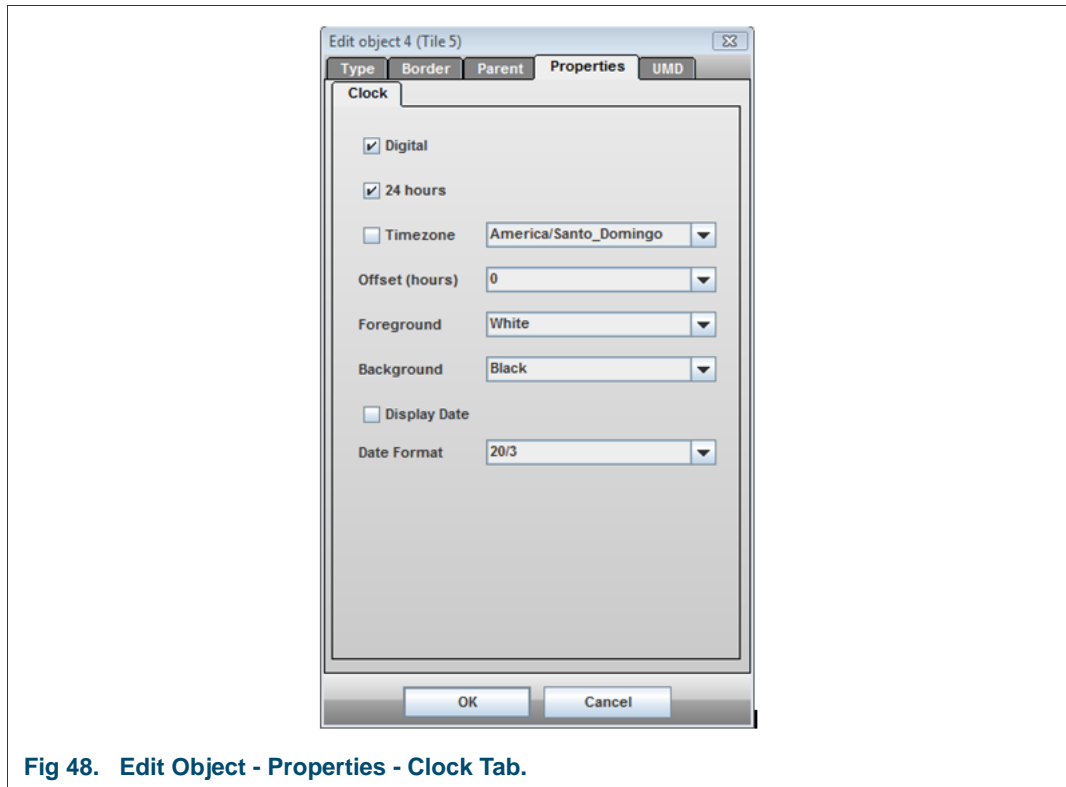 Edit object 4 (Tile 5)
Type Border Parent Properties UMD
Clock
Digital
24 hours
Timezone America/Santo_Domingo
Offset (hours) 0
Foreground White
Background Black
Display Date
Date Format 20/3
OK Cancel
Fig 48. Edit Object - Properties - Clock Tab.